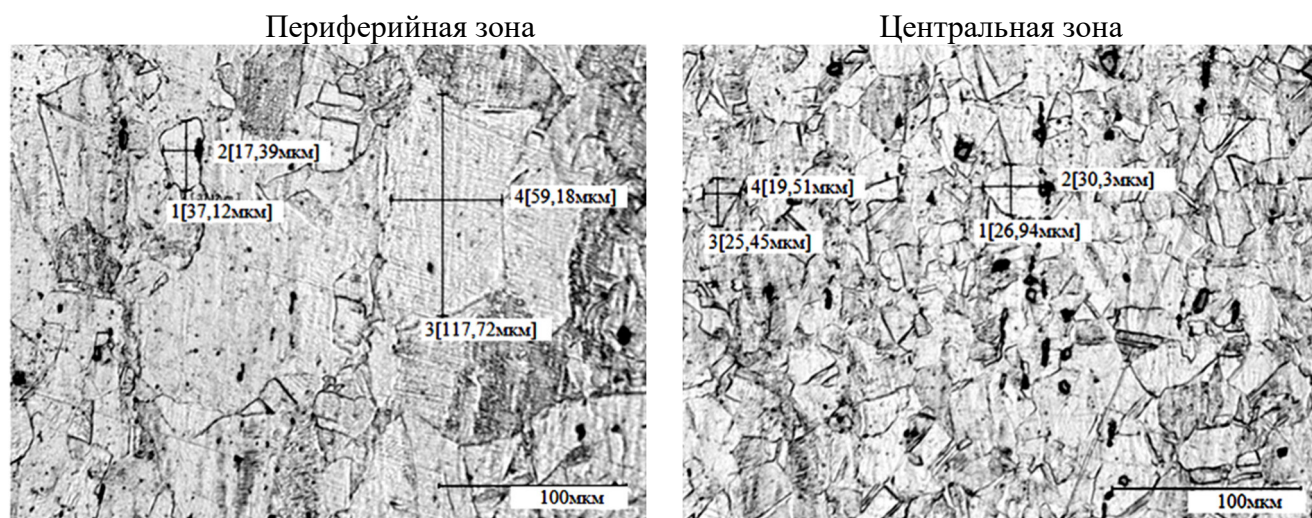 Периферийная зона
Центральная зона
2[17,39мкм]
1[37,12мкм]
4[59,18мкм]
3[117,72мкм]
100мкм
4[19,51мкм]
2[30,3мкм]
3[25,45мкм]
1[26,94мкм]
100мкм